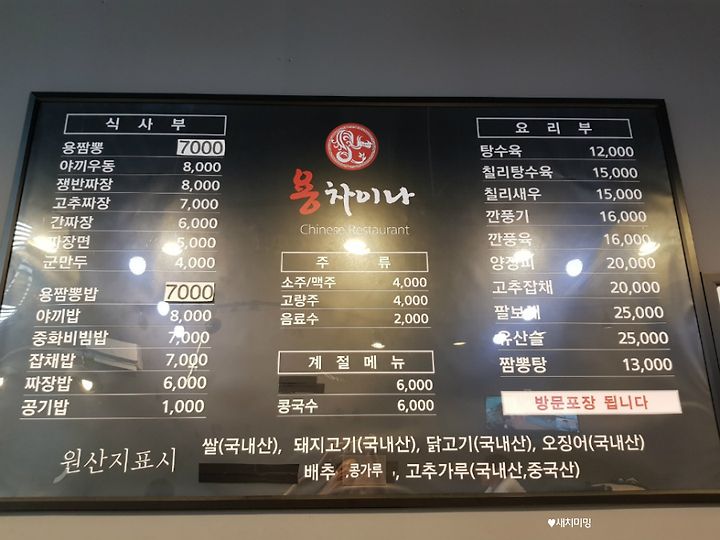 식사부
용짬뽕 7000
야끼우동 8,000
쟁반짜장 8,000
고추짜장 7,000
간짜장 6,000
짜장면 5,000
군만두 4,000
용짬뽕밥 7000
야끼밥 8,000
중화비빔밥 7,000
잡채밥 7,000
짜장밥 6,000
공기밥 1,000
용차이나
Chinese Restaurant
주 류
소주/맥주 4,000
고량주 4,000
음료수 2,000
계절메뉴
6,000
콩국수 6,000
요리부
탕수육 12,000
칠리탕수육 15,000
칠리새우 15,000
깐풍기 16,000
깐풍육 16,000
양장피 20,000
고추잡채 20,000
팔보채 25,000
유산슬 25,000
짬뽕탕 13,000
방문포장 됩니다
원산지표시
쌀(국내산), 돼지고기(국내산), 닭고기(국내산), 오징어(국내산)
배추 ,콩가루 , 고추가루(국내산,중국산)
♥새치미밍